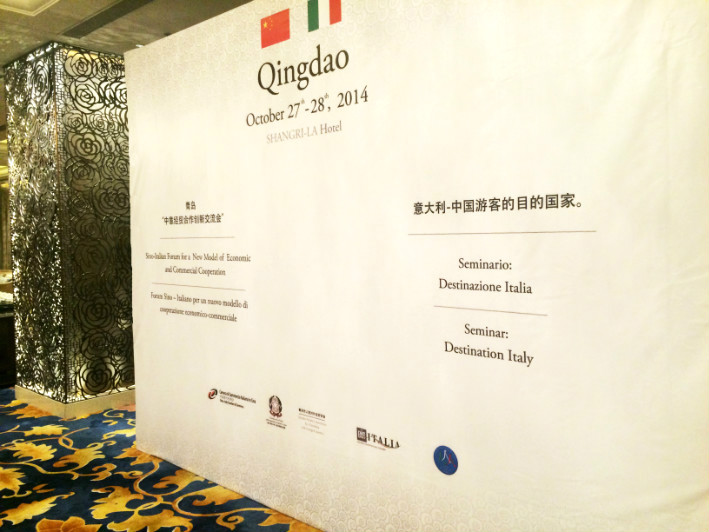 Qingdao
October 27th-28th, 2014
SHANGRI-LA Hotel
青岛
"中意经贸合作创新交流会"
Sino-Italian Forum for a New Model of Economic
and Commercial Cooperation
Forum Sino – Italiano per un nuovo modello di
cooperazione economico-commerciale
意大利-中国游客的目的国家。
Seminario:
Destinazione Italia
Seminar:
Destination Italy
ITALIA